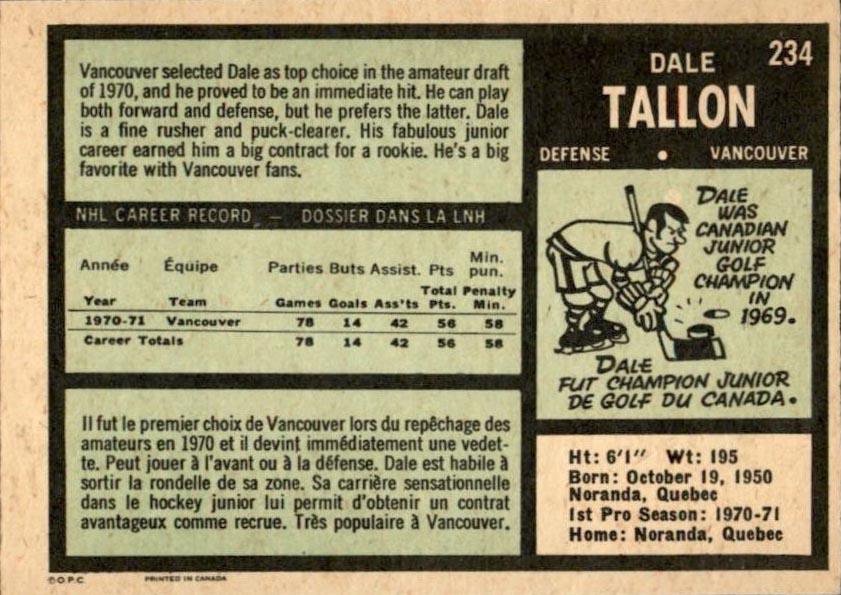 Vancouver selected Dale as top choice in the amateur draft
of 1970, and he proved to be an immediate hit. He can play
both forward and defense, but he prefers the latter. Dale
is a fine rusher and puck-clearer. His fabulous junior
career earned him a big contract for a rookie. He's a big
favorite with Vancouver fans.
NHL CAREER RECORD — DOSSIER DANS LA LNH
Année Équipe Parties Buts Assist. Pts Min. pun.
Year Team Games Goals Ass'ts Total Pts. Penalty Min.
1970-71 Vancouver 78 14 42 56 58
Career Totals 78 14 42 56 58
Il fut le premier choix de Vancouver lors du repêchage des
amateurs en 1970 et il devint immédiatement une vedet-
te. Peut jouer à l'avant ou à la défense. Dale est habile à
sortir la rondelle de sa zone. Sa carrière sensationnelle
dans le hockey junior lui permit d'obtenir un contrat
avantageux comme recrue. Très populaire à Vancouver.
234
DALE
TALLON
DEFENSE • VANCOUVER
DALE
WAS
CANADIAN
JUNIOR
GOLF
CHAMPION
IN
1969.
DALE
FUT CHAMPION JUNIOR
DE GOLF DU CANADA.
Ht: 6'1" Wt: 195
Born: October 19, 1950
Noranda, Quebec
1st Pro Season: 1970-71
Home: Noranda, Quebec
© O.P.C. PRINTED IN CANADA